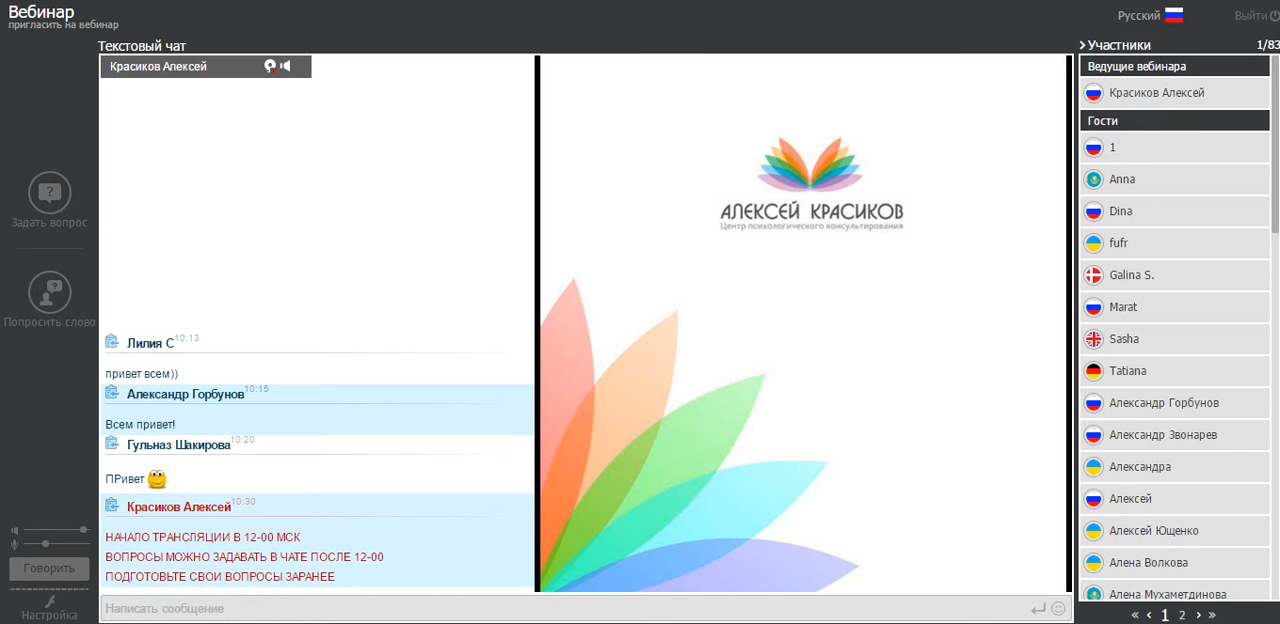 Вебинар
пригласить на вебинар
Русский
Выйти
Текстовый чат
Участники
1/83
Красиков Алексей
Ведущие вебинара
Красиков Алексей
Гости
1
Anna
Dina
fufr
Galina S.
Marat
Sasha
Tatiana
Александр Горбунов
Александр Звонарев
Александра
Алексей
Алексей Ющенко
Алена Волкова
Алена Мухаметдинова
« ‹ 1 2 › »
Задать вопрос
Попросить слово
Говорить
Настройка
Лилия С 10:13
привет всем))
Александр Горбунов 10:15
Всем привет!
Гульназ Шакирова 10:20
ПРивет
Красиков Алексей 10:30
НАЧАЛО ТРАНСЛЯЦИИ В 12-00 МСК
ВОПРОСЫ МОЖНО ЗАДАВАТЬ В ЧАТЕ ПОСЛЕ 12-00
ПОДГОТОВЬТЕ СВОИ ВОПРОСЫ ЗАРАНЕЕ
Написать сообщение
АЛЕКСЕЙ КРАСИКОВ
Центр психологического консультирования